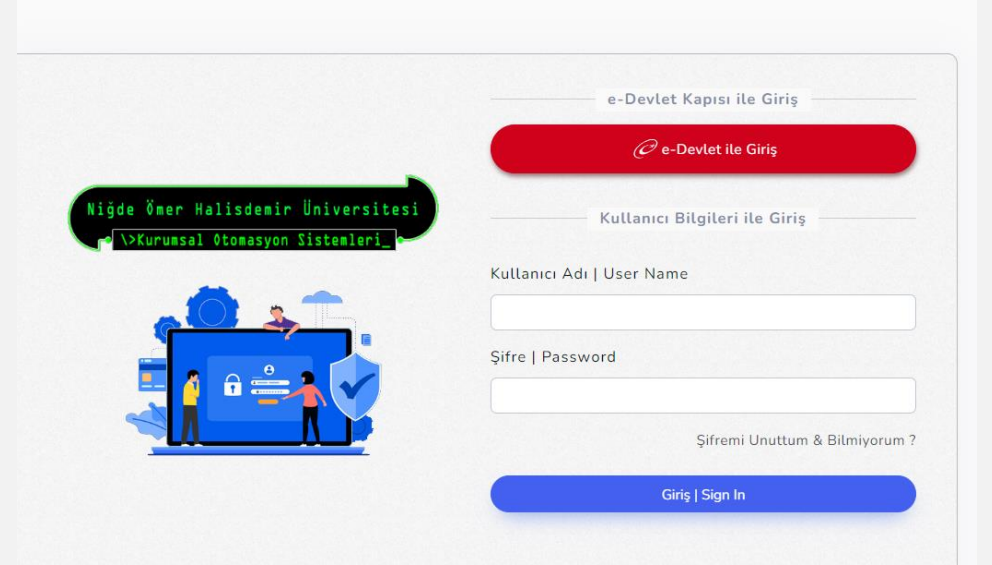 Niğde Ömer Halisdemir Üniversitesi
\>Kurumsal Otomasyon Sistemleri_
e-Devlet Kapısı ile Giriş
e-Devlet ile Giriş
Kullanıcı Bilgileri ile Giriş
Kullanıcı Adı | User Name
Şifre | Password
Şifremi Unuttum & Bilmiyorum ?
Giriş | Sign In